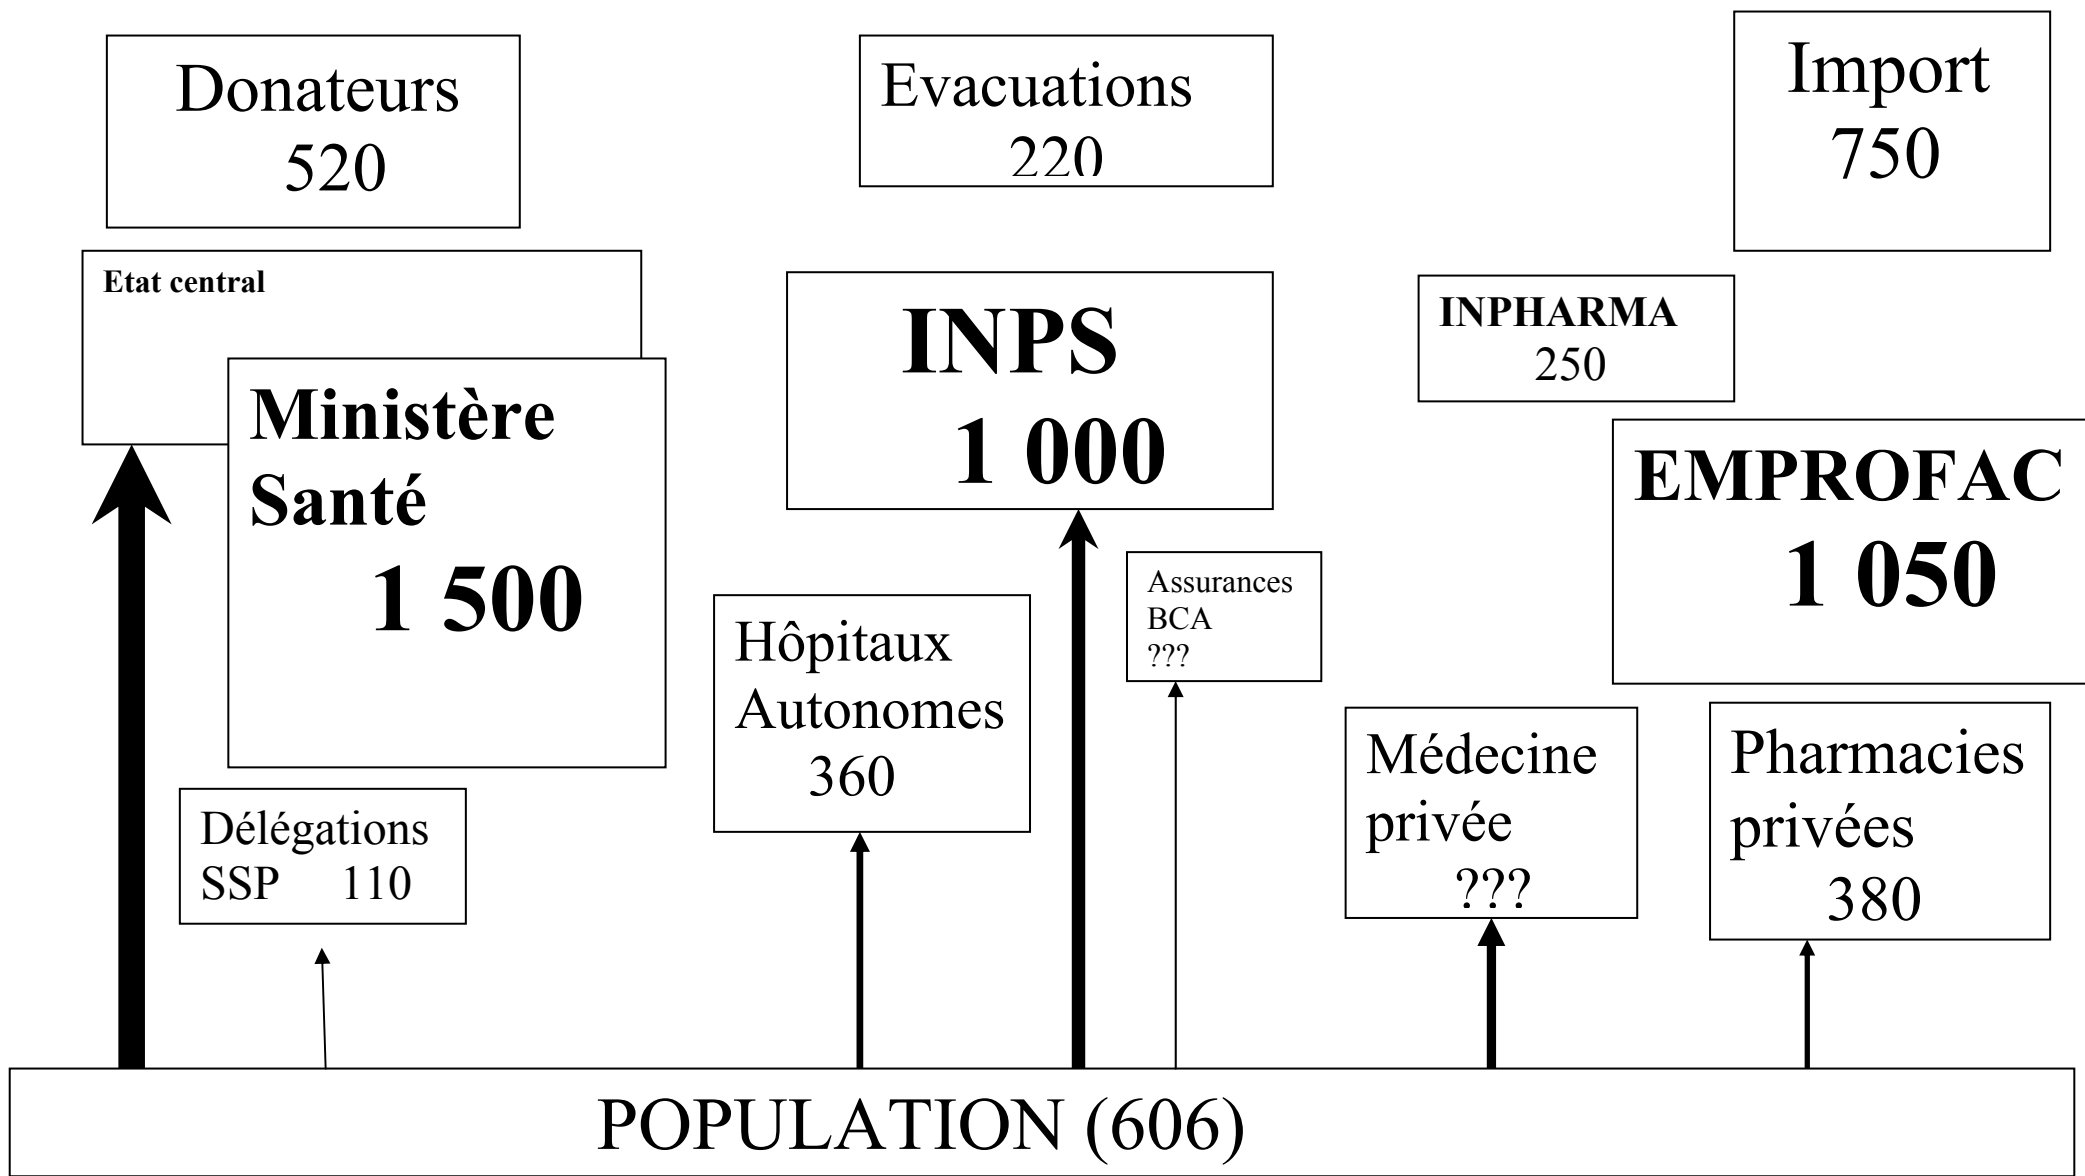 Donateurs
520
Evacuations
220
Import
750
Etat central
Ministère
Santé
1 500
INPS
1 000
INPHARMA
250
EMPROFAC
1 050
Assurances
BCA
???
Hôpitaux
Autonomes
360
Médecine
privée
???
Pharmacies
privées
380
Délégations
SSP 110
POPULATION (606)